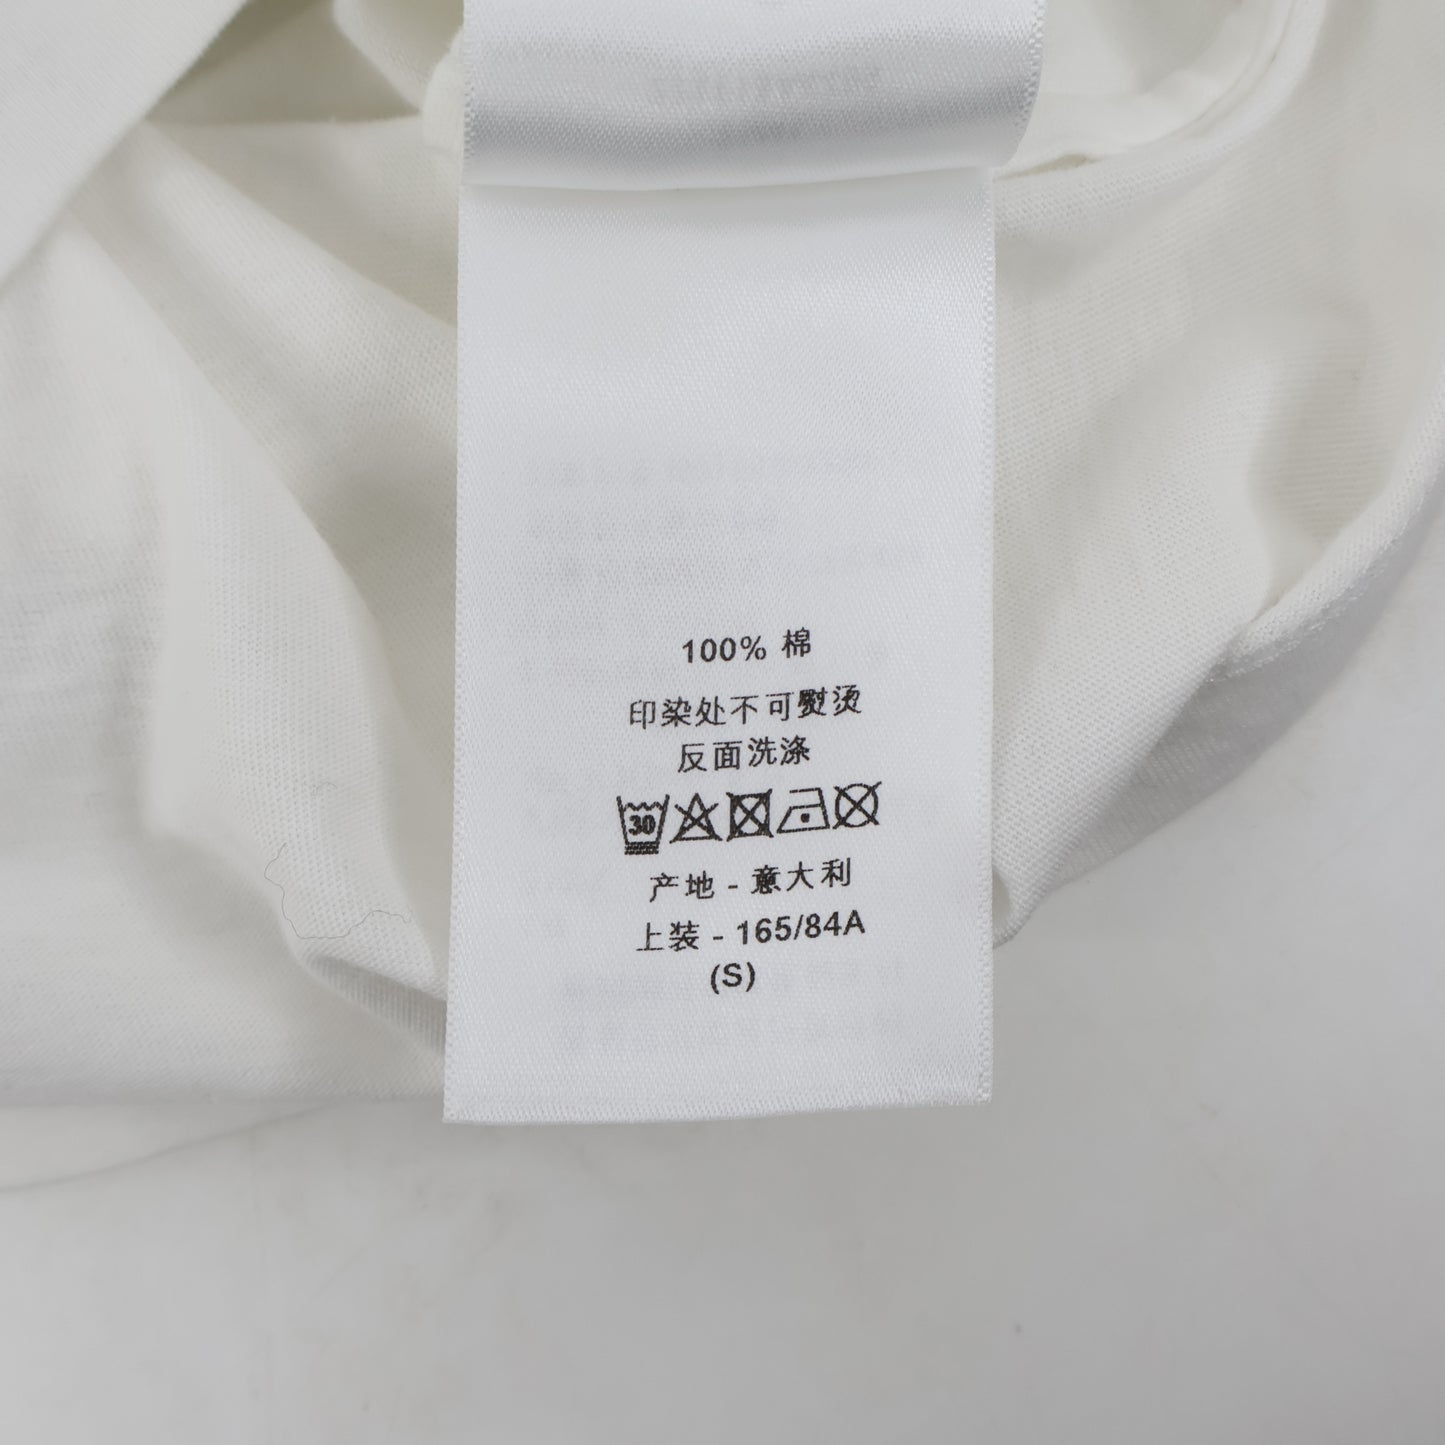 100% 棉
印染处不可熨烫
反面洗涤
30
产地 - 意大利
上装 - 165/84A
(S)